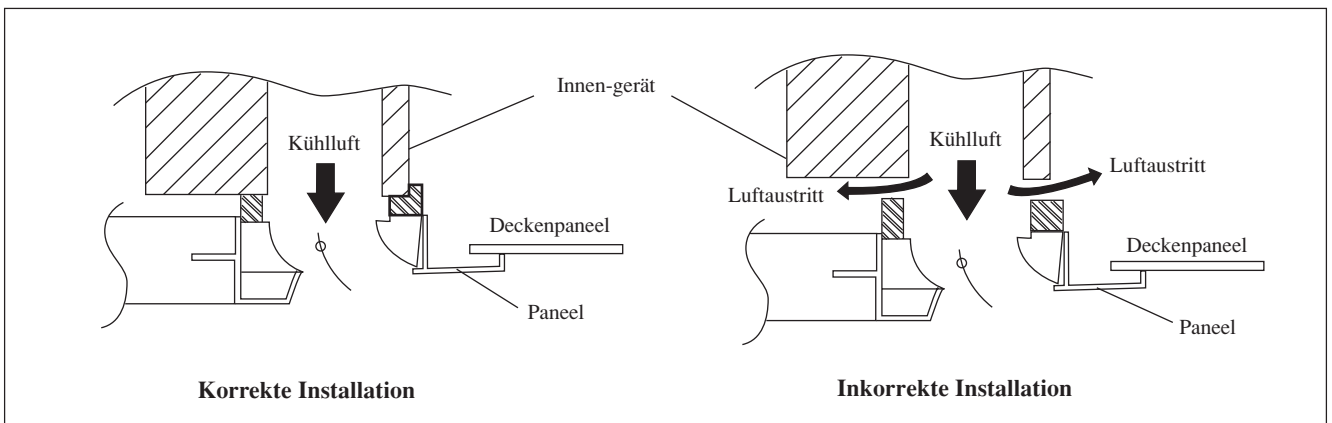 Innen-gerät
Kühlluft
Deckenpaneel
Paneel
Korrekte Installation
Kühlluft
Luftaustritt
Luftaustritt
Deckenpaneel
Paneel
Inkorrekte Installation